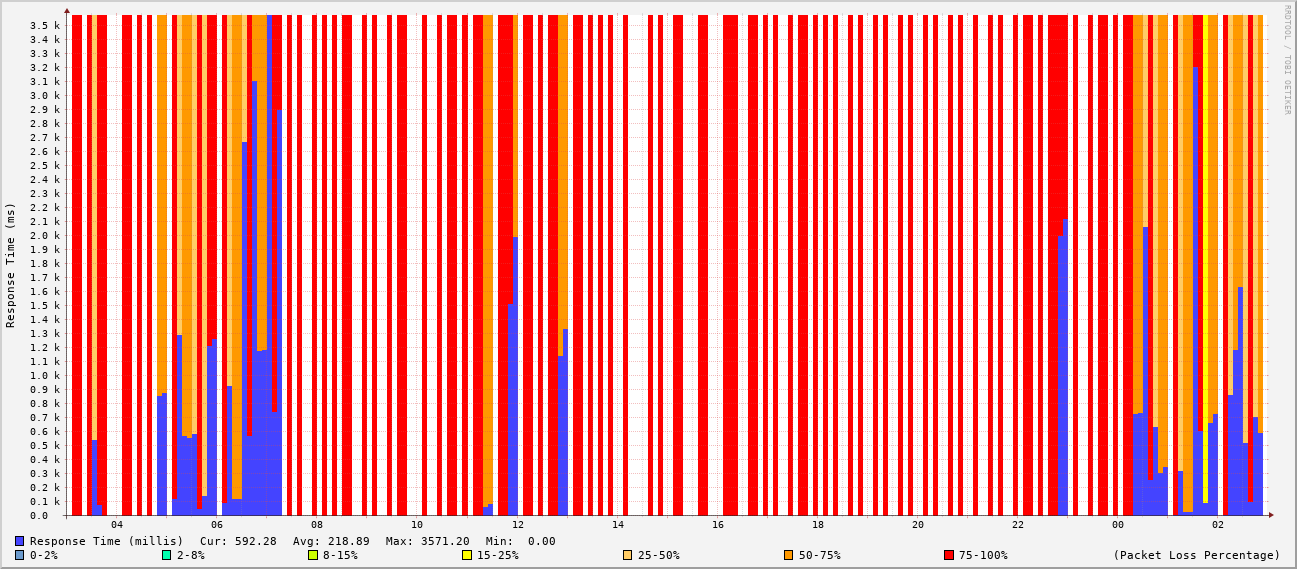 RRDTOOL / TOBI OETIKER
Response Time (ms)
3.5 k
3.4 k
3.3 k
3.2 k
3.1 k
3.0 k
2.9 k
2.8 k
2.7 k
2.6 k
2.5 k
2.4 k
2.3 k
2.2 k
2.1 k
2.0 k
1.9 k
1.8 k
1.7 k
1.6 k
1.5 k
1.4 k
1.3 k
1.2 k
1.1 k
1.0 k
0.9 k
0.8 k
0.7 k
0.6 k
0.5 k
0.4 k
0.3 k
0.2 k
0.1 k
0.0
04 06 08 10 12 14 16 18 20 22 00 02
Response Time (millis) Cur: 592.28 Avg: 218.89 Max: 3571.20 Min: 0.00
0-2% 2-8% 8-15% 15-25% 25-50% 50-75% 75-100% (Packet Loss Percentage)